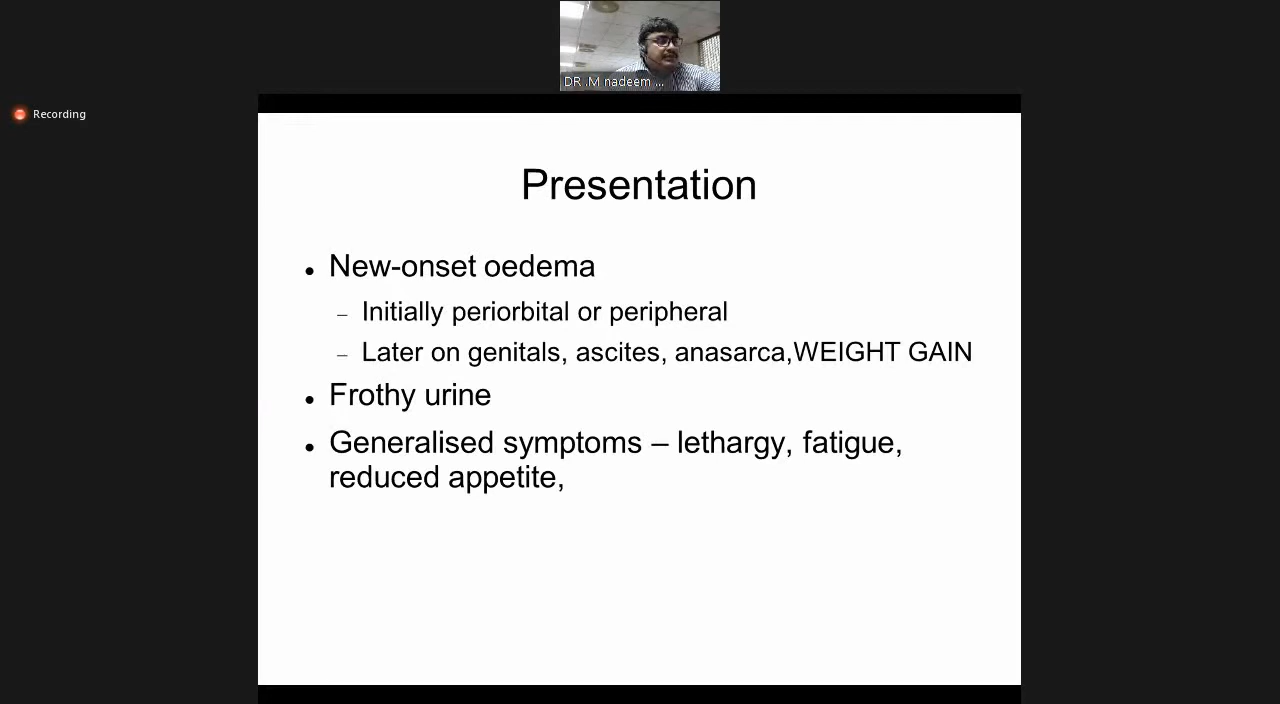 DR .M nadeem ...
Recording
Presentation
New-onset oedema
– Initially periorbital or peripheral
– Later on genitals, ascites, anasarca,WEIGHT GAIN
Frothy urine
Generalised symptoms – lethargy, fatigue,
reduced appetite,